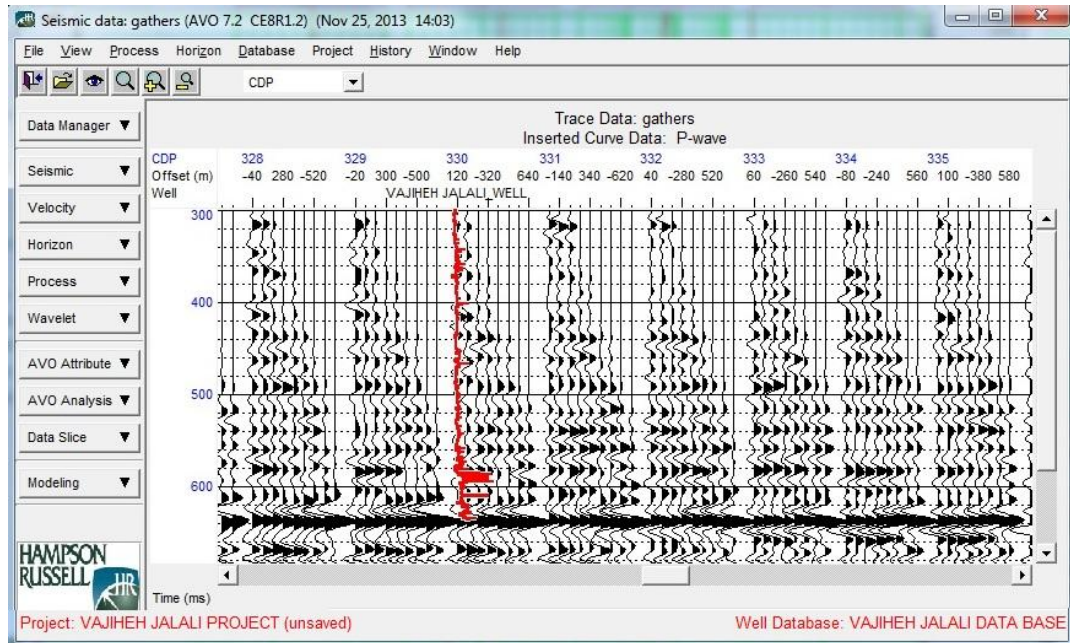 Seismic data: gathers (AVO 7.2 CE8R1.2) (Nov 25, 2013 14:03)
File View Process Horizon Database Project History Window Help
CDP
Data Manager
Seismic
Velocity
Horizon
Process
Wavelet
AVO Attribute
AVO Analysis
Data Slice
Modeling
HAMPSON
RUSSELL
HR
Trace Data: gathers
Inserted Curve Data: P-wave
CDP 328 329 330 331 332 333 334 335
Offset (m) -40 280 -520 -20 300 -500 120 -320 640 -140 340 -620 40 -280 520 60 -260 540 -80 -240 560 100 -380 580
Well VAJIHEH JALALI_WELL
300
400
500
600
Time (ms)
Project: VAJIHEH JALALI PROJECT (unsaved) Well Database: VAJIHEH JALALI DATA BASE